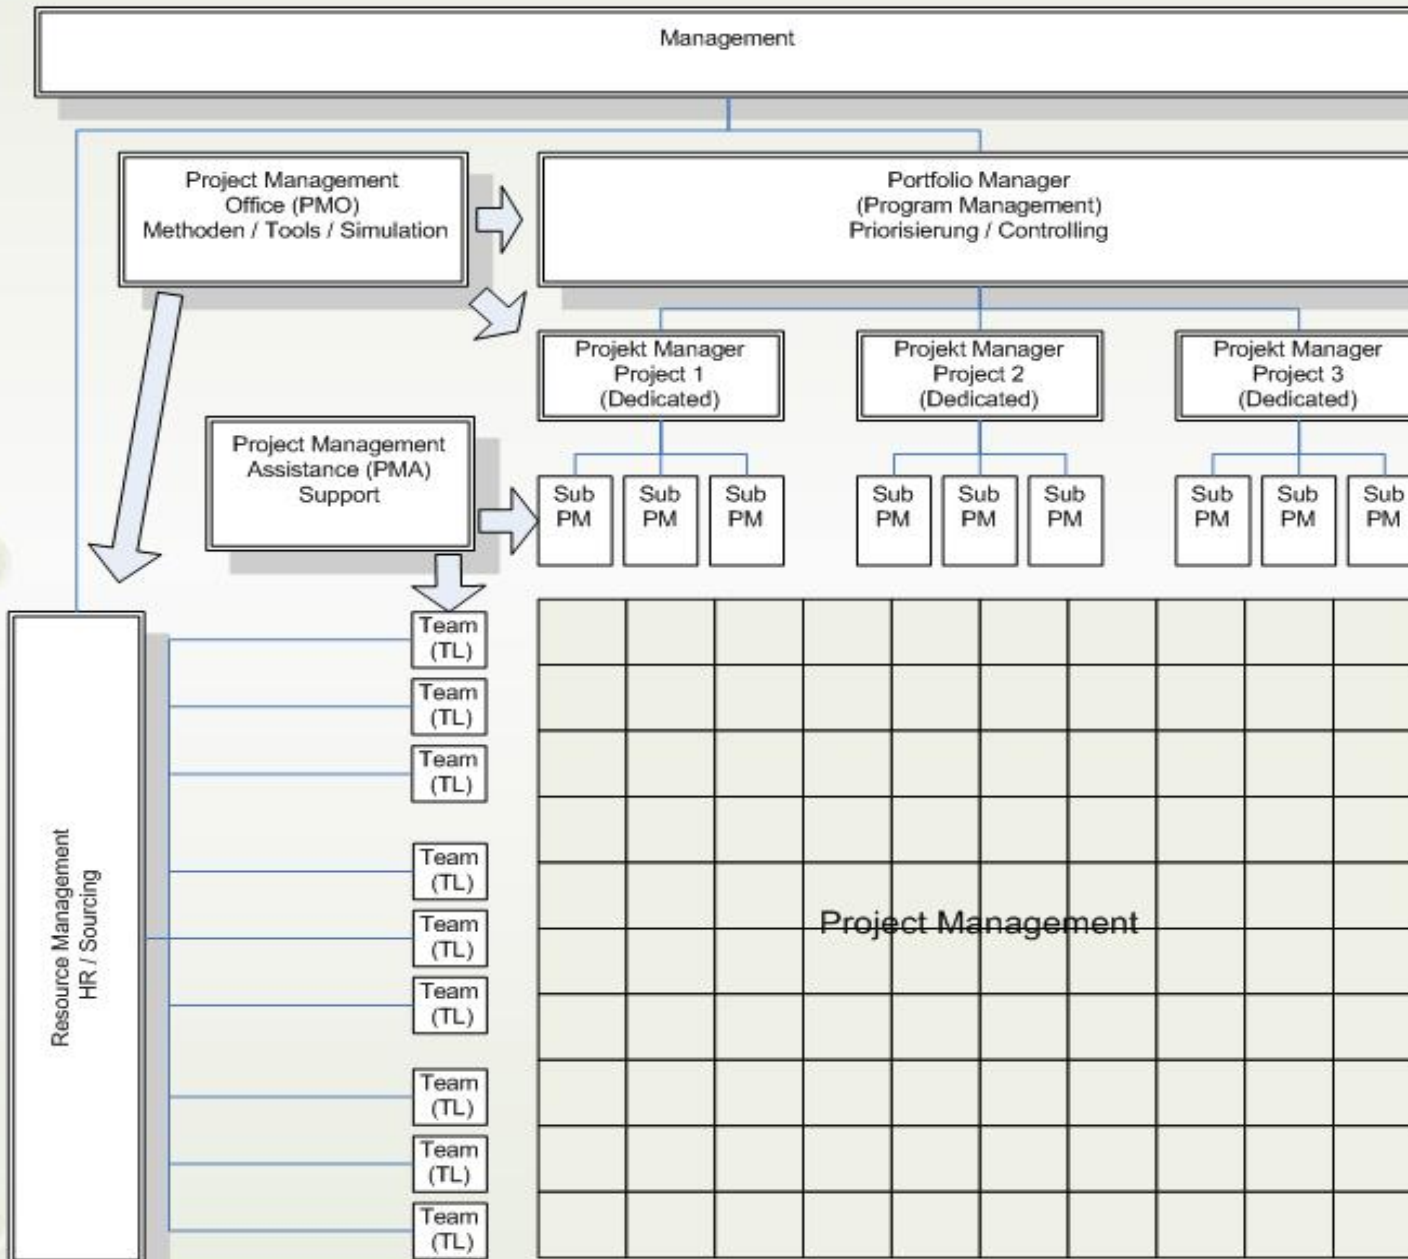 Management
Project Management
Office (PMO)
Methoden / Tools / Simulation
Portfolio Manager
(Program Management)
Priorisierung / Controlling
Projekt Manager
Project 1
(Dedicated)
Projekt Manager
Project 2
(Dedicated)
Projekt Manager
Project 3
(Dedicated)
Project Management
Assistance (PMA)
Support
Sub
PM
Sub
PM
Sub
PM
Sub
PM
Sub
PM
Sub
PM
Sub
PM
Sub
PM
Sub
PM
Resource Management
HR / Sourcing
Team
(TL)
Team
(TL)
Team
(TL)
Team
(TL)
Team
(TL)
Team
(TL)
Team
(TL)
Team
(TL)
Team
(TL)
Project Management